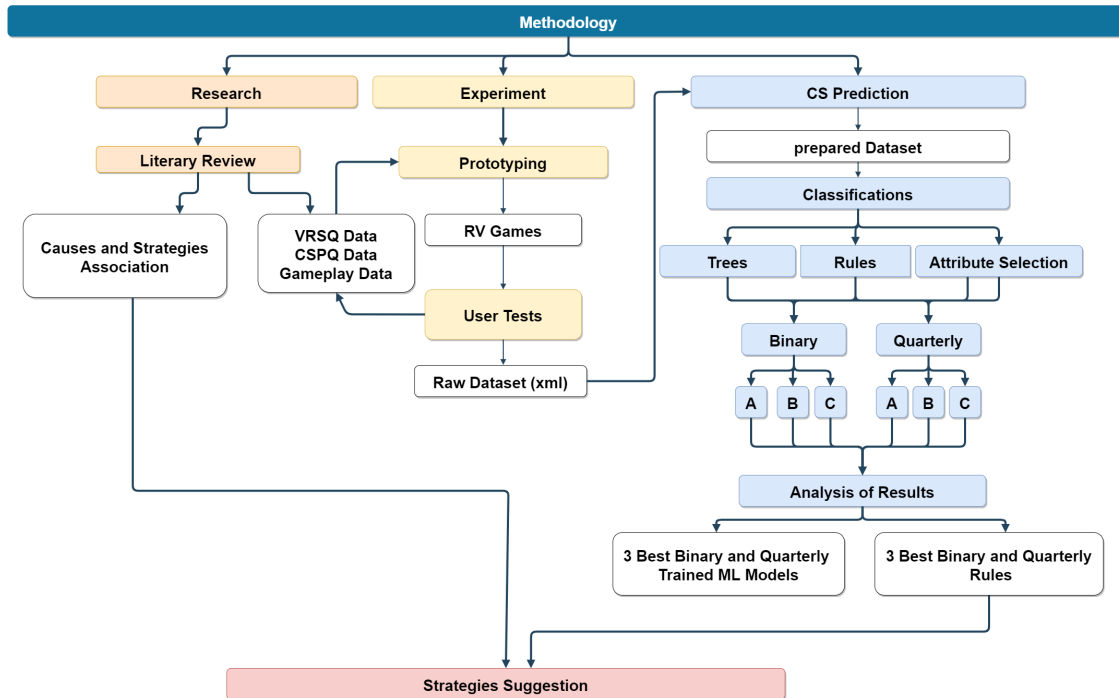 Methodology
Research
Experiment
CS Prediction
Literary Review
Prototyping
prepared Dataset
Classifications
Causes and Strategies
Association
VRSQ Data
CSPQ Data
Gameplay Data
RV Games
Trees
Rules
Attribute Selection
User Tests
Binary
Quarterly
Raw Dataset (xml)
A
B
C
A
B
C
Analysis of Results
3 Best Binary and Quarterly
Trained ML Models
3 Best Binary and Quarterly
Rules
Strategies Suggestion